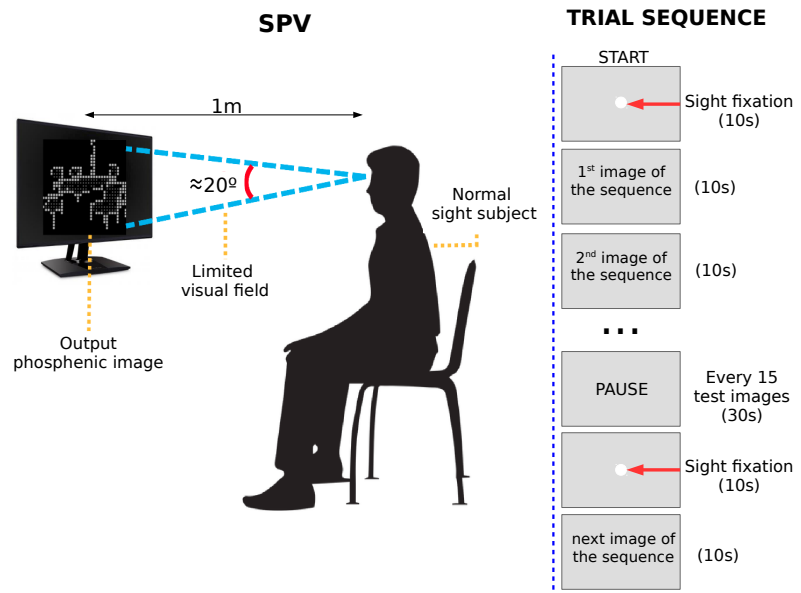 SPV
1m
≈20º
Normal
sight subject
Limited
visual field
Output
phosphenic image
TRIAL SEQUENCE
START
Sight fixation
(10s)
1st image of
the sequence
(10s)
2nd image of
the sequence
(10s)
...
PAUSE
Every 15
test images
(30s)
Sight fixation
(10s)
next image of
the sequence
(10s)